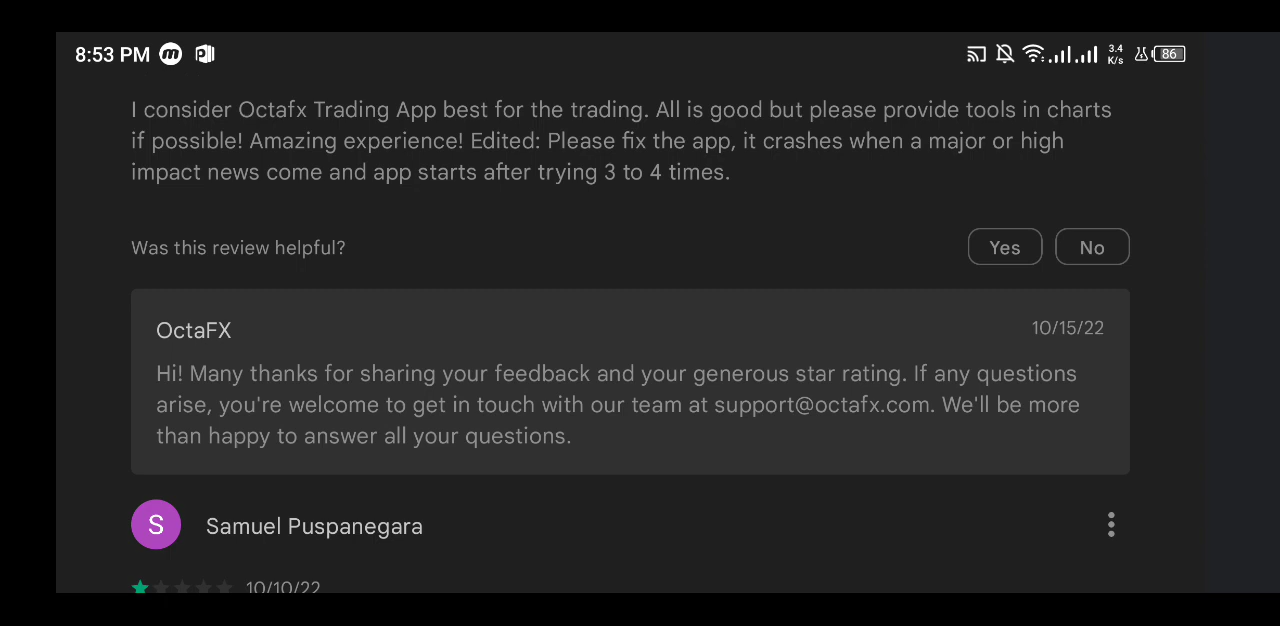 8:53 PM
3.4
K/s
86
I consider Octafx Trading App best for the trading. All is good but please provide tools in charts
if possible! Amazing experience! Edited: Please fix the app, it crashes when a major or high
impact news come and app starts after trying 3 to 4 times.
Was this review helpful?
Yes
No
OctaFX
10/15/22
Hi! Many thanks for sharing your feedback and your generous star rating. If any questions
arise, you're welcome to get in touch with our team at support@octafx.com. We'll be more
than happy to answer all your questions.
S
Samuel Puspanegara
10/10/22